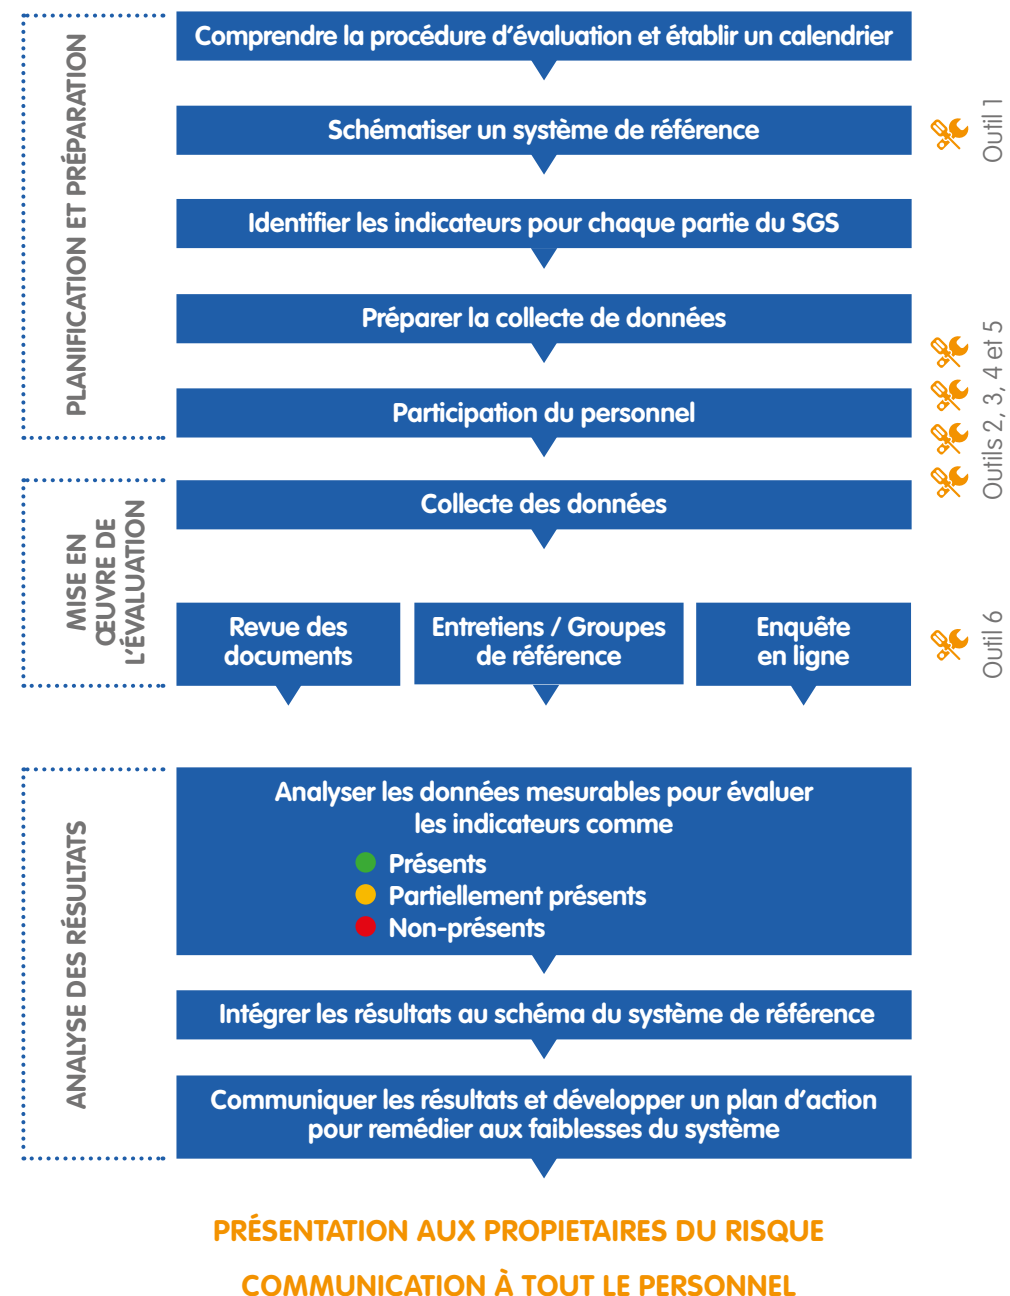 PLANIFICATION ET PRÉPARATION
Comprendre la procédure d’évaluation et établir un calendrier
Schématiser un système de référence
Outil 1
Identifier les indicateurs pour chaque partie du SGS
Préparer la collecte de données
Participation du personnel
Outils 2, 3, 4 et 5
MISE EN
ŒUVRE DE
L’ÉVALUATION
Collecte des données
Revue des
documents
Entretiens / Groupes
de référence
Enquête
en ligne
Outil 6
ANALYSE DES RÉSULTATS
Analyser les données mesurables pour évaluer
les indicateurs comme
Présents
Partiellement présents
Non-présents
Intégrer les résultats au schéma du système de référence
Communiquer les résultats et développer un plan d’action
pour remédier aux faiblesses du système
PRÉSENTATION AUX PROPIETAIRES DU RISQUE
COMMUNICATION À TOUT LE PERSONNEL